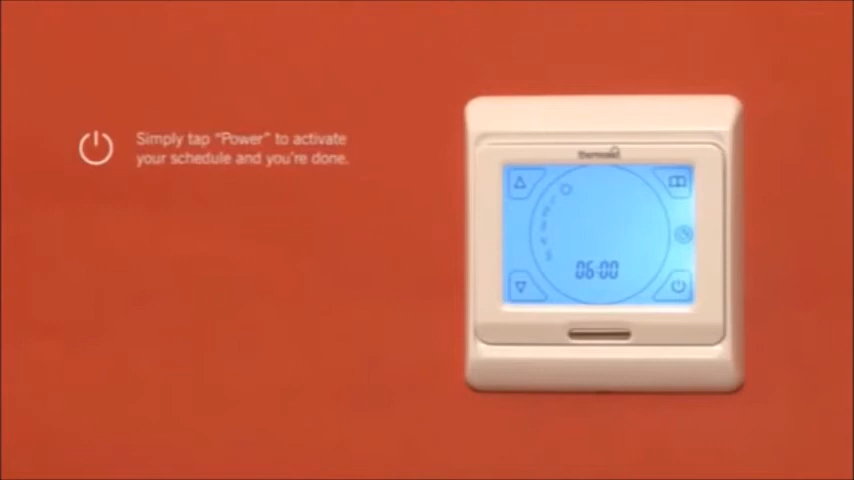 Simply tap “Power” to activate
your schedule and you’re done.
06:00